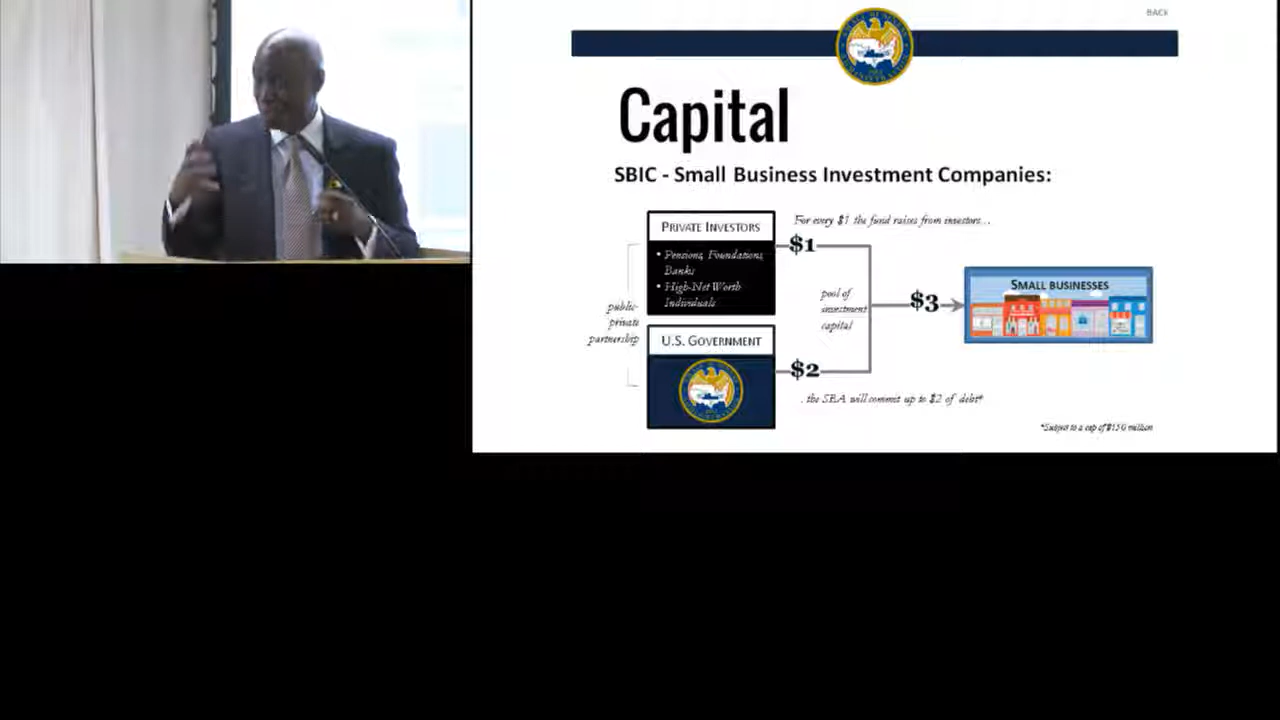 BACK
Capital
SBIC - Small Business Investment Companies:
PRIVATE INVESTORS
• Pensions, Foundations,
Banks
• High-Net Worth
Individuals
For every $1 the fund raises from investors...
$1
public-
private
partnership
pool of
investment
capital
$3
SMALL BUSINESSES
U.S. GOVERNMENT
$2
the SBA will commit up to $2 of debt*
*Subject to a cap of $150 million